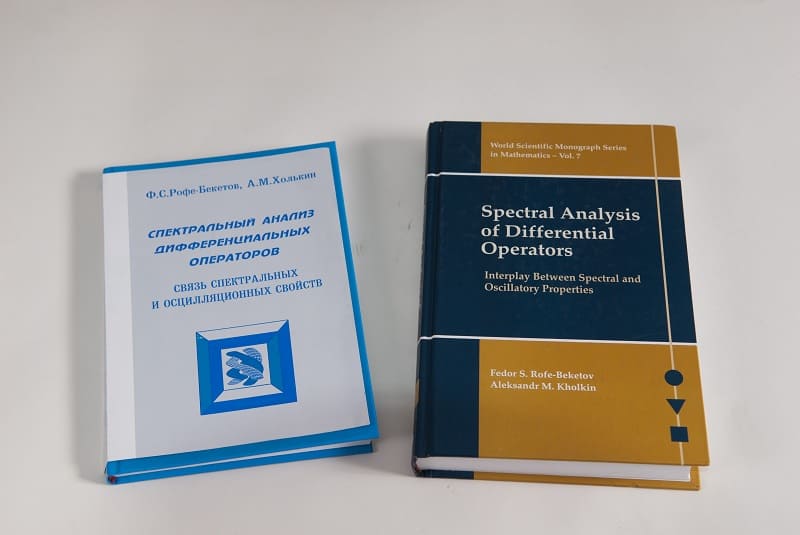 Ф.С.Рофе-Бекетов, А.М.Холькин
СПЕКТРАЛЬНЫЙ АНАЛИЗ
ДИФФЕРЕНЦИАЛЬНЫХ
ОПЕРАТОРОВ
СВЯЗЬ СПЕКТРАЛЬНЫХ
И ОСЦИЛЛЯЦИОННЫХ СВОЙСТВ
World Scientific Monograph Series
in Mathematics – Vol. 7
Spectral Analysis
of Differential
Operators
Interplay Between Spectral and
Oscillatory Properties
Fedor S. Rofe-Beketov
Aleksandr M. Kholkin